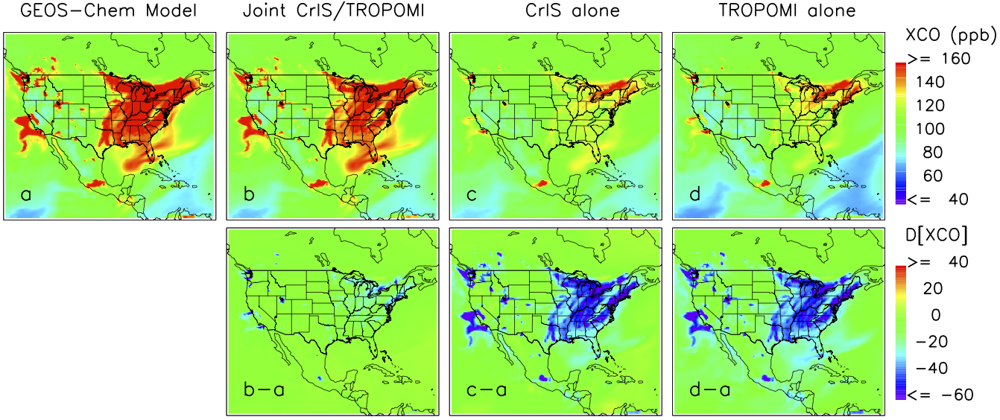 GEOS-Chem Model
Joint CrIS/TROPOMI
CrIS alone
TROPOMI alone
XCO (ppb)
>= 160
140
120
100
80
60
<= 40
a
b
c
d
D[XCO]
>= 40
20
0
-20
-40
<= -60
b-a
c-a
d-a